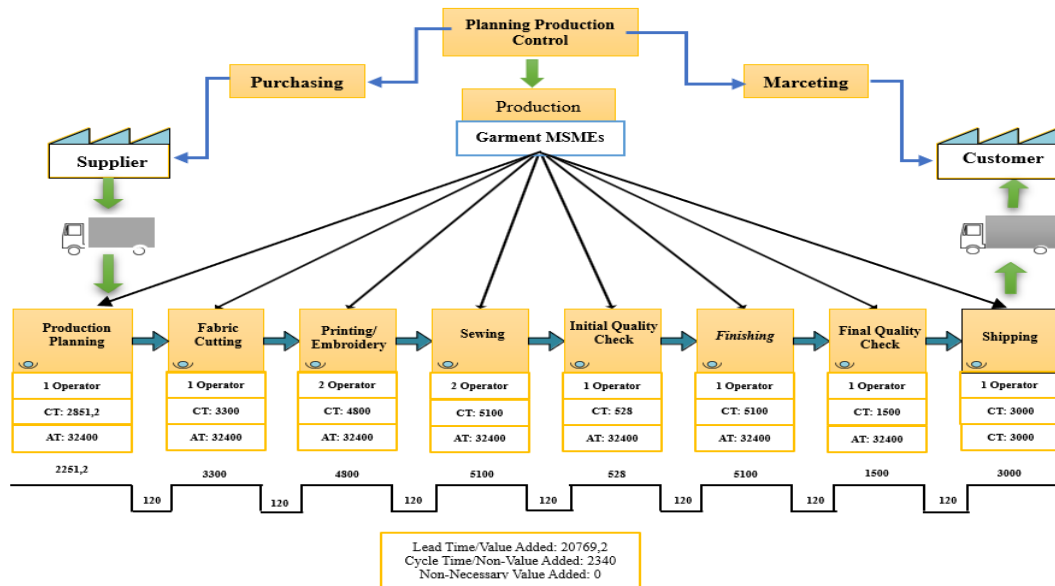 Planning Production
Control
Purchasing
Marceting
Production
Garment MSMEs
Supplier
Customer
Production
Planning
Fabric
Cutting
Printing/
Embroidery
Sewing
Initial Quality
Check
Finishing
Final Quality
Check
Shipping
1 Operator
1 Operator
2 Operator
2 Operator
1 Operator
1 Operator
1 Operator
1 Operator
CT: 2851,2
CT: 3300
CT: 4800
CT: 5100
CT: 528
CT: 5100
CT: 1500
CT: 3000
AT: 32400
AT: 32400
AT: 32400
AT: 32400
AT: 32400
AT: 32400
AT: 32400
CT: 3000
2251,2
3300
4800
5100
528
5100
1500
3000
120
120
120
120
120
120
120
Lead Time/Value Added: 20769,2
Cycle Time/Non-Value Added: 2340
Non-Necessary Value Added: 0